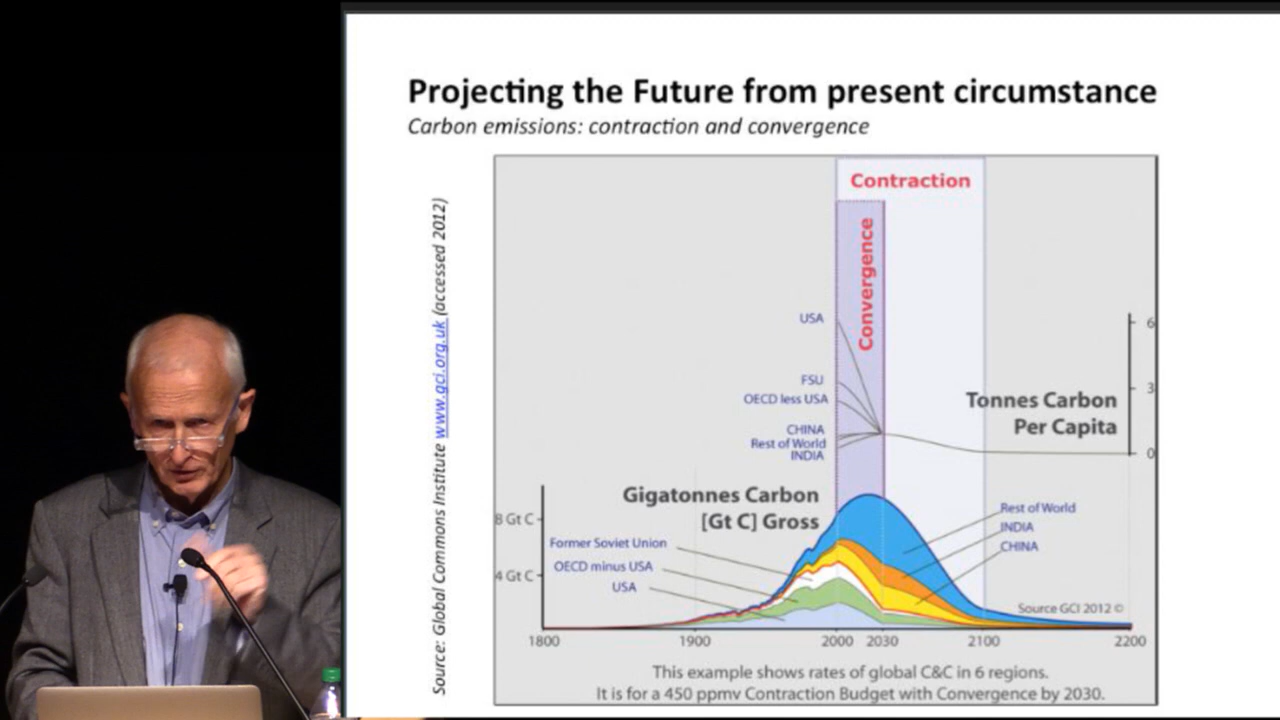 Projecting the Future from present circumstance
Carbon emissions: contraction and convergence
Source: Global Commons Institute www.gci.org.uk (accessed 2012)
Contraction
Convergence
USA
FSU
OECD less USA
CHINA
Rest of World
INDIA
6
3
0
Tonnes Carbon
Per Capita
Gigatonnes Carbon
[Gt C] Gross
8 Gt C
4 Gt C
Former Soviet Union
OECD minus USA
USA
Rest of World
INDIA
CHINA
Source GCI 2012 ©
1800
1900
2000
2030
2100
2200
This example shows rates of global C&C in 6 regions.
It is for a 450 ppmv Contraction Budget with Convergence by 2030.